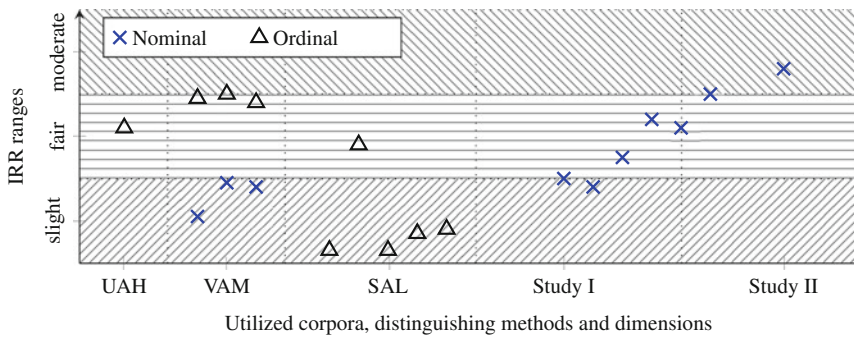 Nominal Ordinal
IRR ranges
moderate
fair
slight
UAH VAM SAL Study I Study II
Utilized corpora, distinguishing methods and dimensions